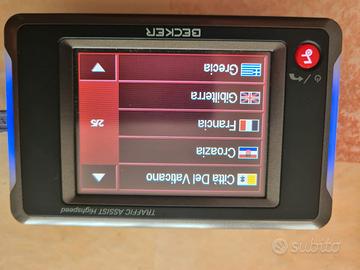 TRAFFIC ASSIST Highspeed
Città Del Vaticano
Croazia
Francia
2/5
Gibilterra
Grecia
BECKER
subito